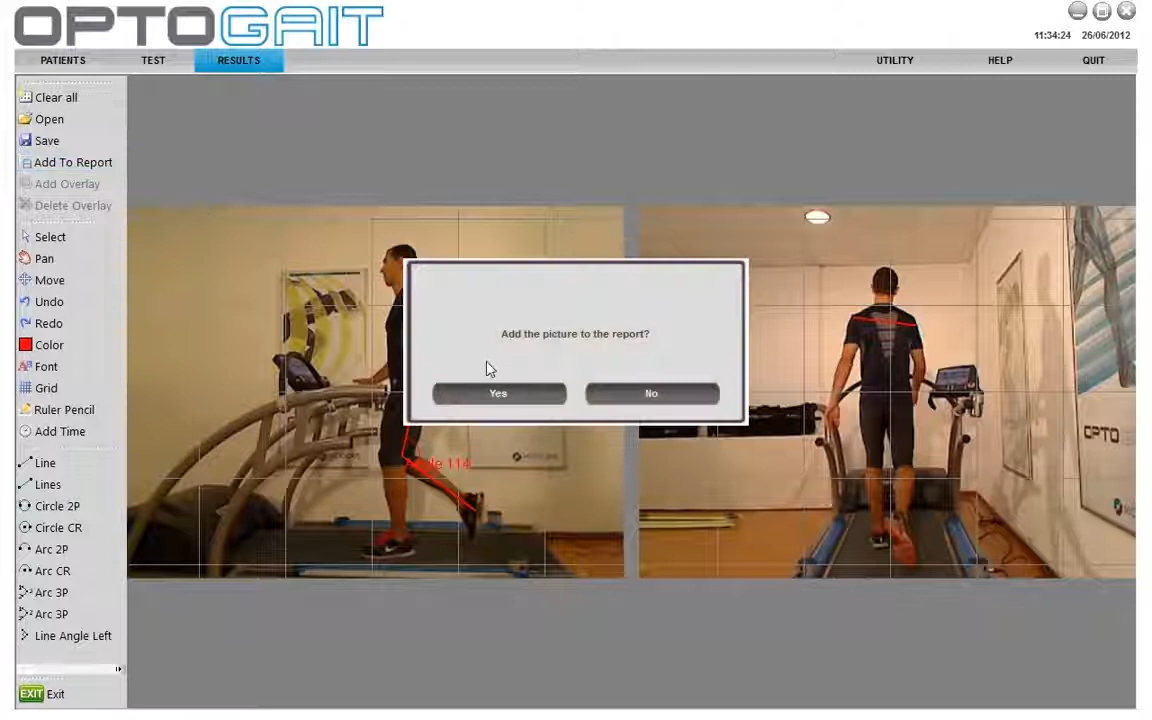 OPTOGAIT
11:34:24 26/06/2012
PATIENTS TEST RESULTS UTILITY HELP QUIT
Clear all
Open
Save
Add To Report
Add Overlay
Delete Overlay
Select
Pan
Move
Undo
Redo
Color
Font
Grid
Ruler Pencil
Add Time
Line
Lines
Circle 2P
Circle CR
Arc 2P
Arc CR
Arc 3P
Arc 3P
Line Angle Left
EXIT Exit
Add the picture to the report?
Yes No
114
OPTO